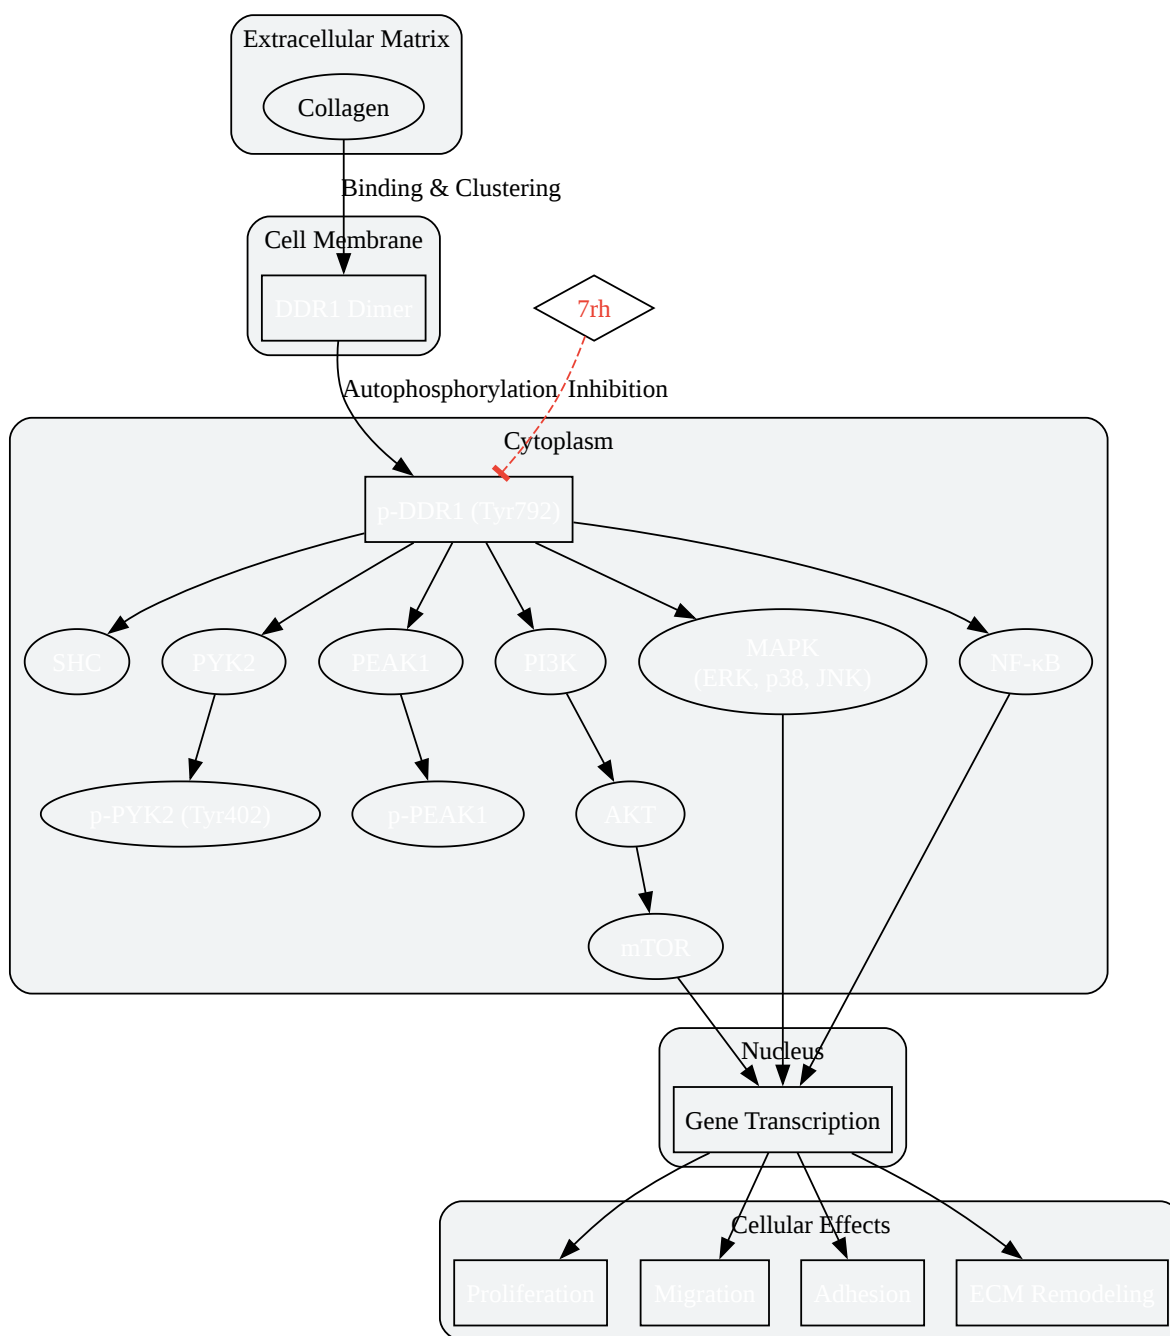 Extracellular Matrix
Collagen
Binding & Clustering
Cell Membrane
DDR1 Dimer
7rh
Autophosphorylation
Inhibition
Cytoplasm
p-DDR1 (Tyr792)
SHC
PYK2
PEAK1
PI3K
MAPK
(ERK, p38, JNK)
NF-κB
p-PYK2 (Tyr402)
p-PEAK1
AKT
mTOR
Nucleus
Gene Transcription
Cellular Effects
Proliferation
Migration
Adhesion
ECM Remodeling